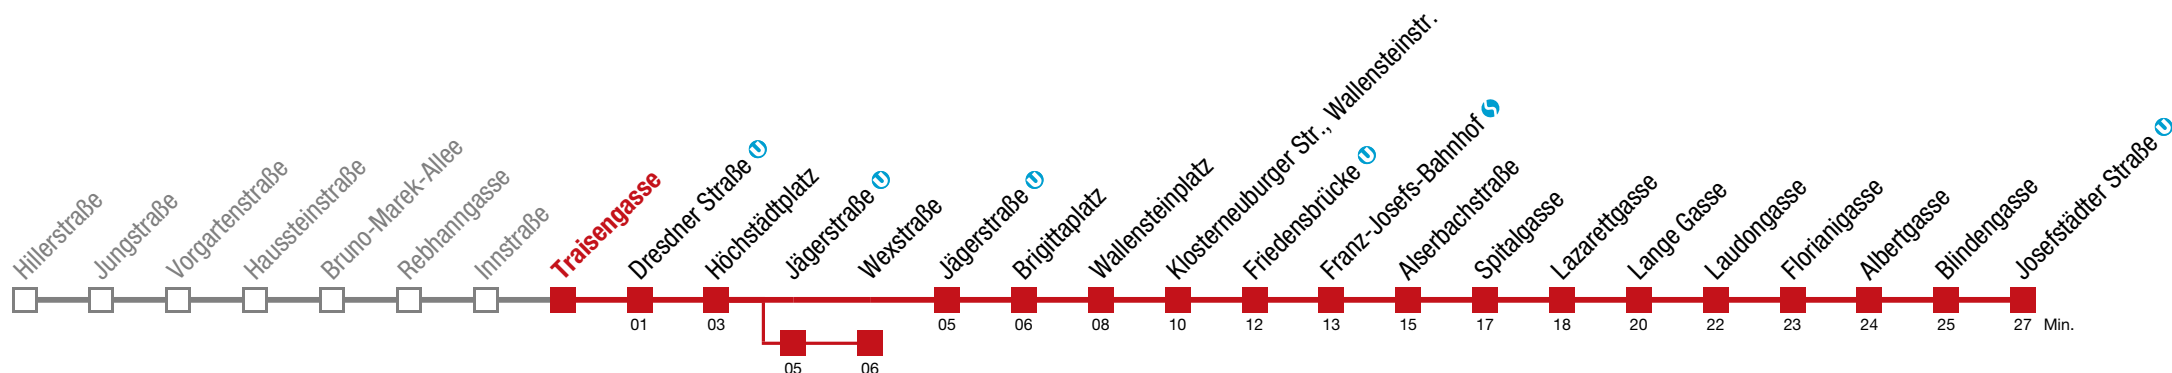 Hillerstraße
Jungstraße
Vorgartenstraße
Haussteinstraße
Bruno-Marek-Allee
Rebhanngasse
Innstraße
Traisengasse
Dresdner Straße U
Höchstädtplatz
Jägerstraße U
Wexstraße
Jägerstraße U
Brigittaplatz
Wallensteinplatz
Klosterneuburger Str., Wallensteinstr.
Friedensbrücke U
Franz-Josefs-Bahnhof S
Alserbachstraße
Spitalgasse
Lazarettgasse
Lange Gasse
Laudongasse
Florianigasse
Albertgasse
Blindengasse
Josefstädter Straße U
01 03 05 06 08 10 12 13 15 17 18 20 22 23 24 25 27 Min.
05 06